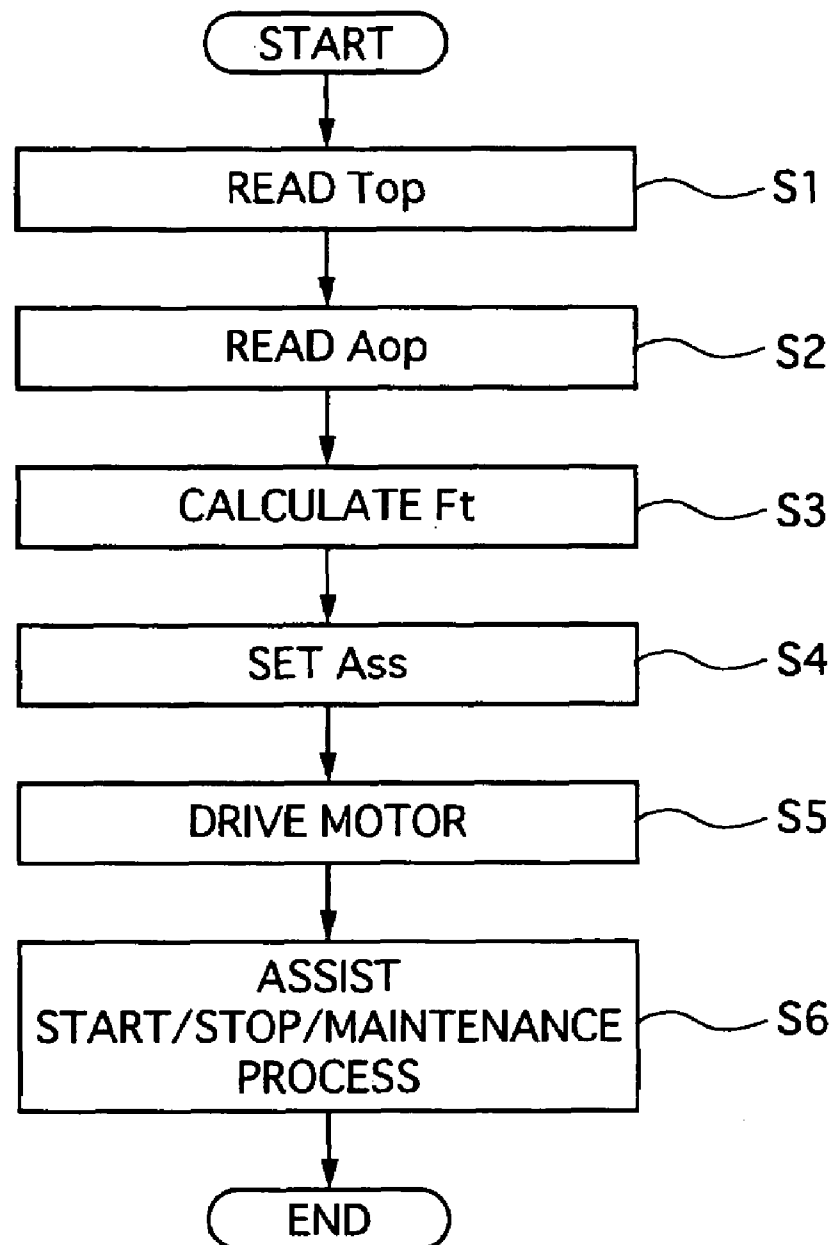 START
READ Top
S1
READ Aop
S2
CALCULATE Ft
S3
SET Ass
S4
DRIVE MOTOR
S5
ASSIST
START/STOP/MAINTENANCE
PROCESS
S6
END